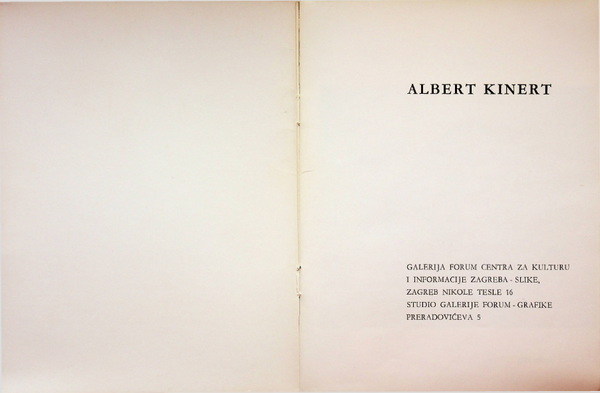 ALBERT KINERT
GALERIJA FORUM CENTRA ZA KULTURU
I INFORMACIJE ZAGREBA - SLIKE,
ZAGREB NIKOLE TESLE 16
STUDIO GALERIJE FORUM - GRAFIKE
PRERADOVIĆEVA 5